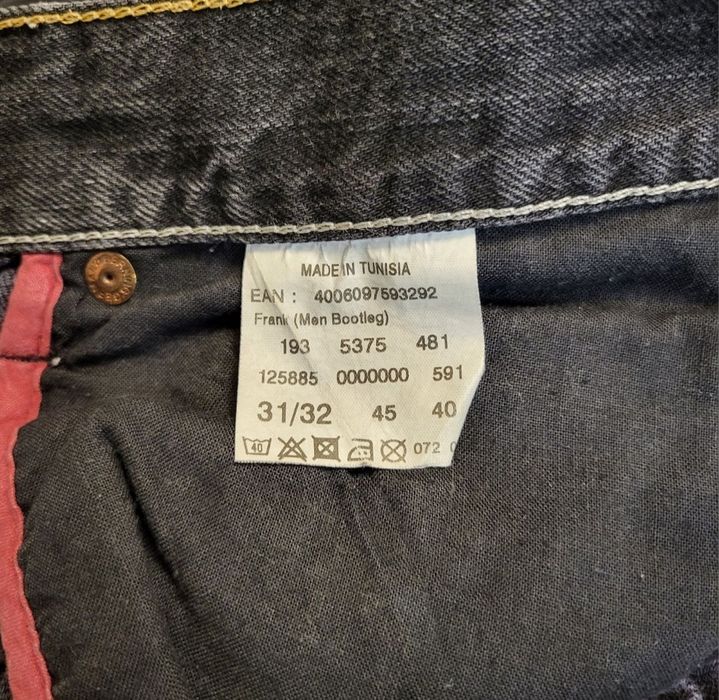 MADE IN TUNISIA
EAN : 4006097593292
Frank (Men Bootleg)
193 5375 481
125885 0000000 591
31/32 45 40
40 072